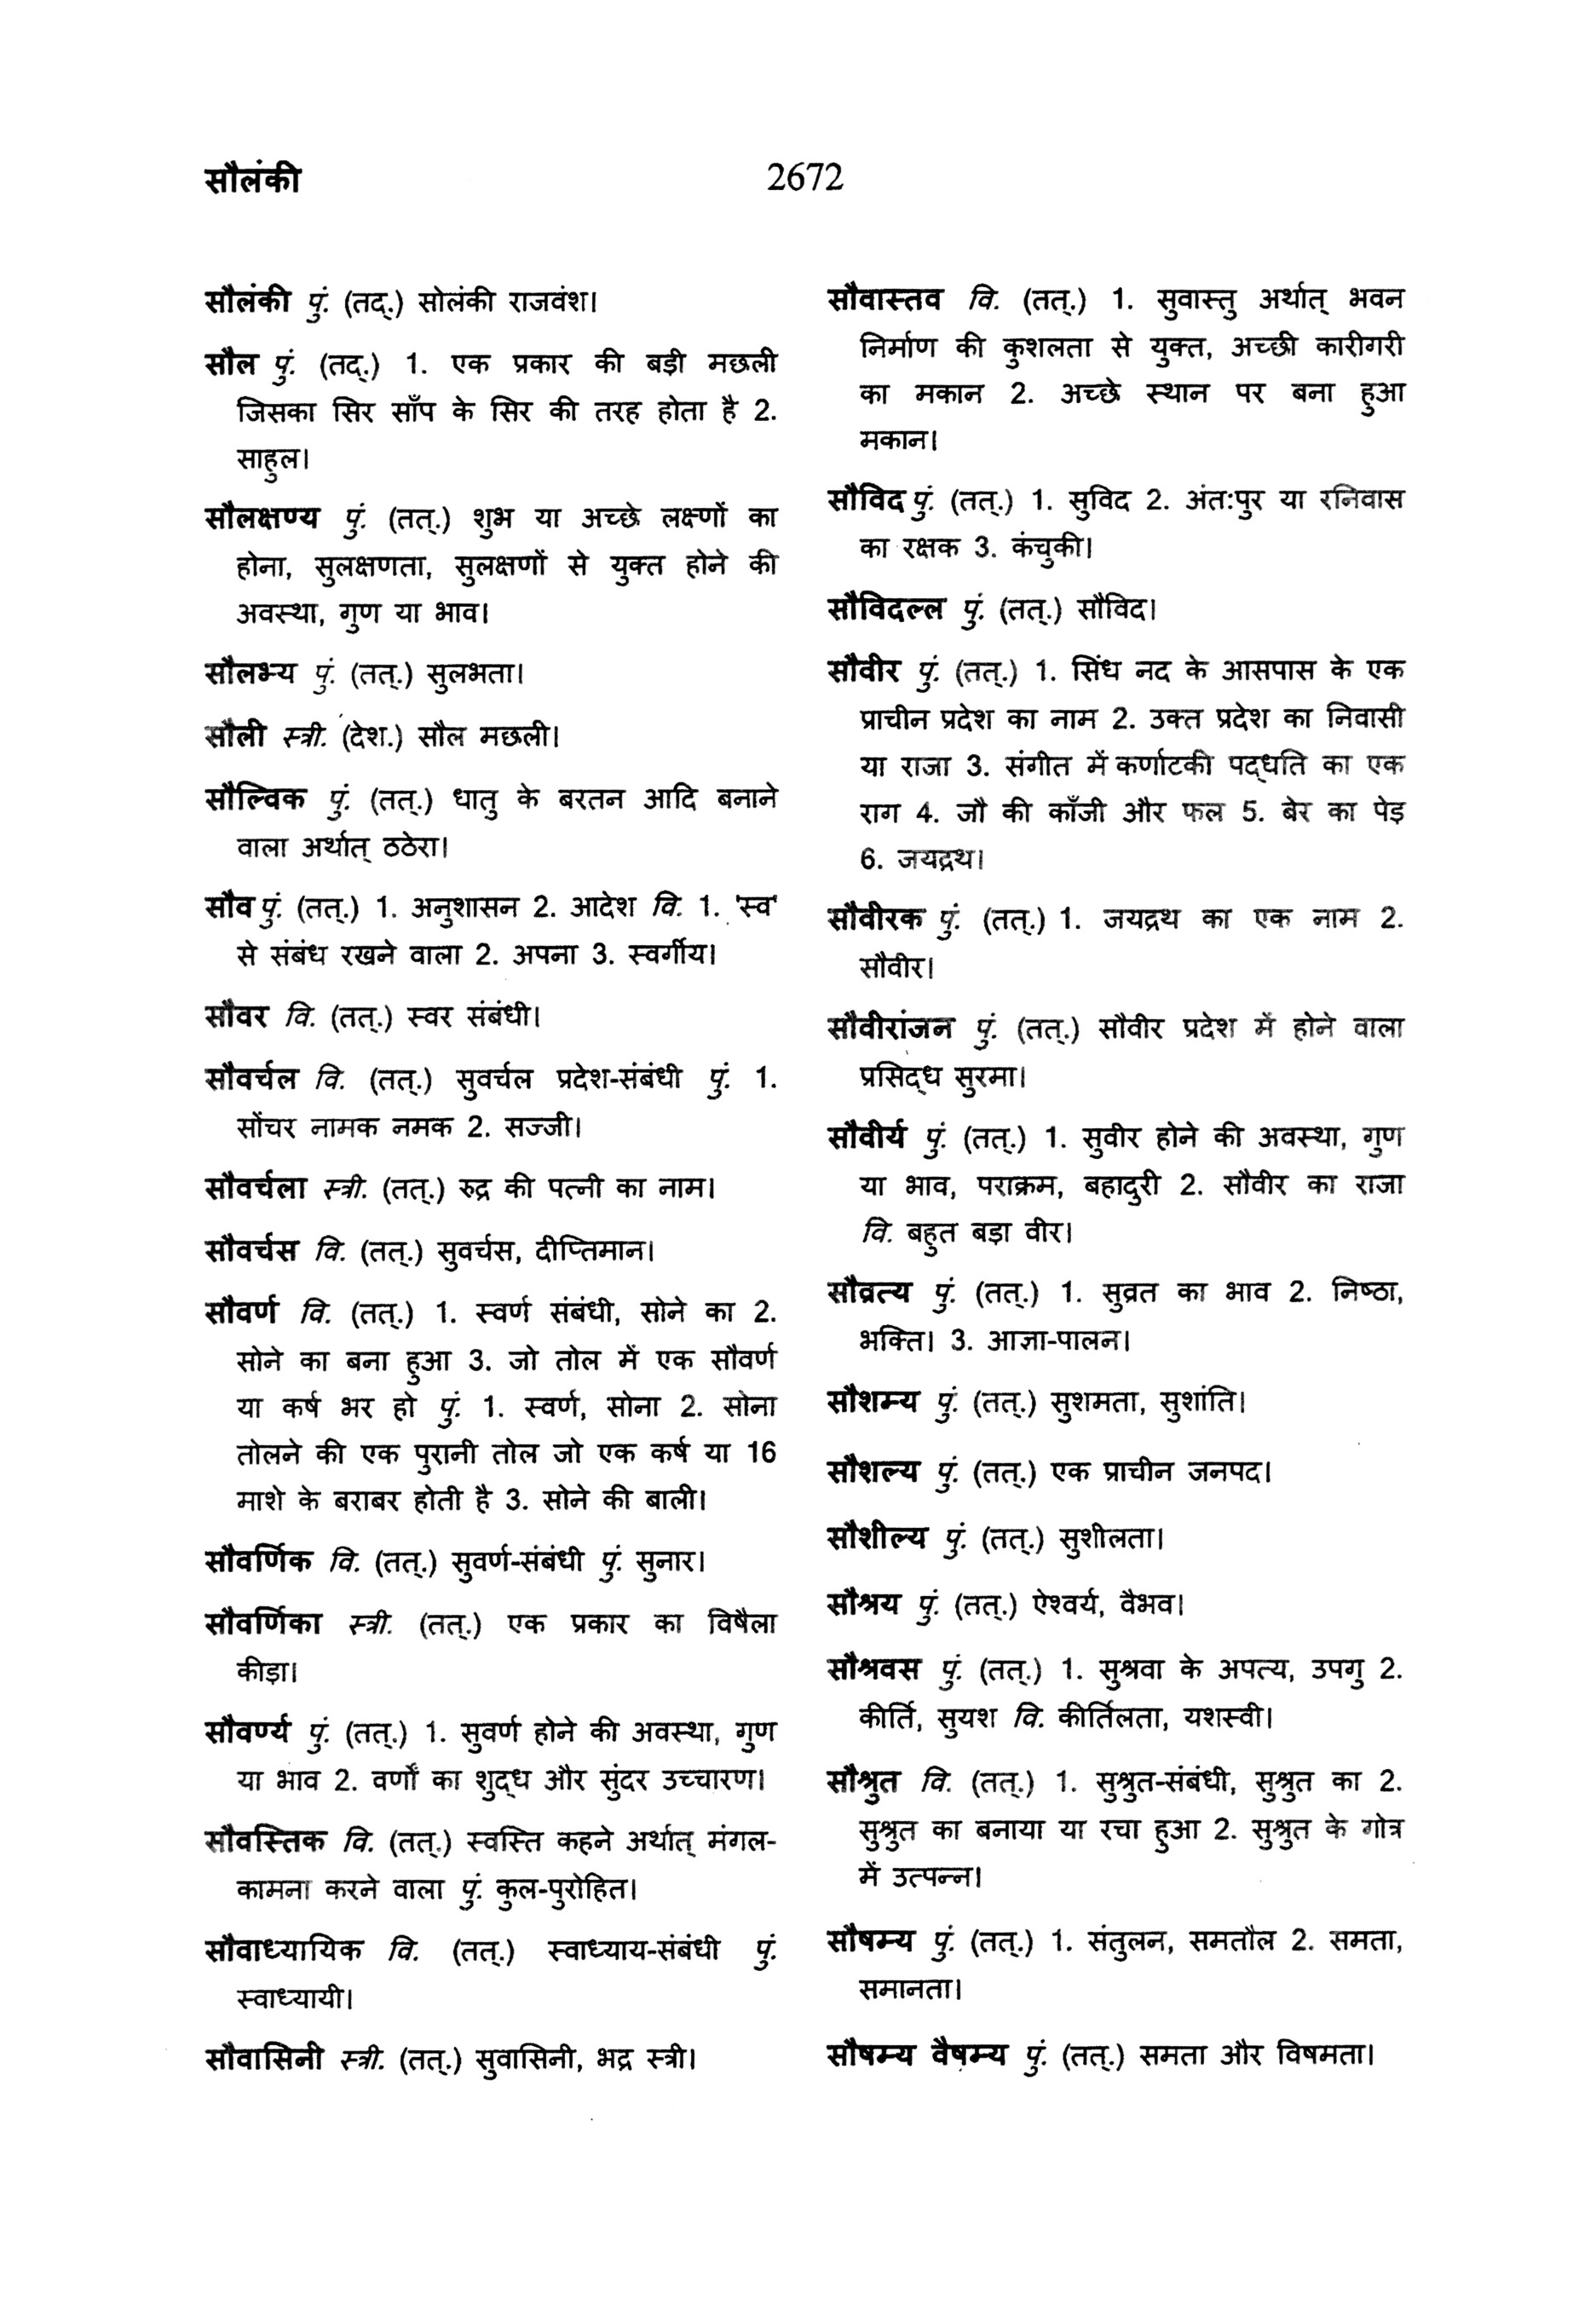 सौलंकी
2672
सौलंकी पुं. (तद्.) सोलंकी राजवंश।
सौल पुं. (तद्.) 1. एक प्रकार की बड़ी मछली
जिसका सिर साँप के सिर की तरह होता है 2.
साहुल।
सौलक्षण्य पुं. (तत्.) शुभ या अच्छे लक्ष्णों का
होना, सुलक्षणता, सुलक्षणों से युक्त होने की
अवस्था, गुण या भाव।
सौलभ्य पुं. (तत्.) सुलभता।
सौली स्त्री. (देश.) सौल मछली।
सौल्विक पुं. (तत्.) धातु के बरतन आदि बनाने
वाला अर्थात् ठठेरा।
सौव पुं. (तत्.) 1. अनुशासन 2. आदेश वि. 1. 'स्व'
से संबंध रखने वाला 2. अपना 3. स्वर्गीय।
सौवर वि. (तत्.) स्वर संबंधी।
सौवर्चल वि. (तत्.) सुवर्चल प्रदेश-संबंधी पुं. 1.
सोंचर नामक नमक 2. सज्जी।
सौवर्चला स्त्री. (तत्.) रुद्र की पत्नी का नाम।
सौवर्चस वि. (तत्.) सुवर्चस, दीप्तिमान।
सौवर्ण वि. (तत्.) 1. स्वर्ण संबंधी, सोने का 2.
सोने का बना हुआ 3. जो तोल में एक सौवर्ण
या कर्ष भर हो पुं. 1. स्वर्ण, सोना 2. सोना
तोलने की एक पुरानी तोल जो एक कर्ष या 16
माशे के बराबर होती है 3. सोने की बाली।
सौवर्णिक वि. (तत्.) सुवर्ण-संबंधी पुं. सुनार।
सौवर्णिका स्त्री. (तत्.) एक प्रकार का विषैला
कीड़ा।
सौवर्ण्य पुं. (तत्.) 1. सुवर्ण होने की अवस्था, गुण
या भाव 2. वर्णों का शुद्ध और सुंदर उच्चारण।
सौवस्तिक वि. (तत्.) स्वस्ति कहने अर्थात् मंगल-
कामना करने वाला पुं. कुल-पुरोहित।
सौवाध्यायिक वि. (तत्.) स्वाध्याय-संबंधी पुं.
स्वाध्यायी।
सौवासिनी स्त्री. (तत्.) सुवासिनी, भद्र स्त्री।
सौवास्तव वि. (तत्.) 1. सुवास्तु अर्थात् भवन
निर्माण की कुशलता से युक्त, अच्छी कारीगरी
का मकान 2. अच्छे स्थान पर बना हुआ
मकान।
सौविद पुं. (तत्.) 1. सुविद 2. अंतःपुर या रनिवास
का रक्षक 3. कंचुकी।
सौविदल्ल पुं. (तत्.) सौविद।
सौवीर पुं. (तत्.) 1. सिंध नद के आसपास के एक
प्राचीन प्रदेश का नाम 2. उक्त प्रदेश का निवासी
या राजा 3. संगीत में कर्णाटकी पद्धति का एक
राग 4. जौ की काँजी और फल 5. बेर का पेड़
6. जयद्रथ।
सौवीरक पुं. (तत्.) 1. जयद्रथ का एक नाम 2.
सौवीर।
सौवीरांजन पुं. (तत्.) सौवीर प्रदेश में होने वाला
प्रसिद्ध सुरमा।
सौवीर्य पुं. (तत्.) 1. सुवीर होने की अवस्था, गुण
या भाव, पराक्रम, बहादुरी 2. सौवीर का राजा
वि. बहुत बड़ा वीर।
सौव्रत्य पुं. (तत्.) 1. सुव्रत का भाव 2. निष्ठा,
भक्ति। 3. आज्ञा-पालन।
सौशम्य पुं. (तत्.) सुशमता, सुशांति।
सौशल्य पुं. (तत्.) एक प्राचीन जनपद।
सौशील्य पुं. (तत्.) सुशीलता।
सौश्रय पुं. (तत्.) ऐश्वर्य, वैभव।
सौश्रवस पुं. (तत्.) 1. सुश्रवा के अपत्य, उपगु 2.
कीर्ति, सुयश वि. कीर्तिलता, यशस्वी।
सौश्रुत वि. (तत्.) 1. सुश्रुत-संबंधी, सुश्रुत का 2.
सुश्रुत का बनाया या रचा हुआ 2. सुश्रुत के गोत्र
में उत्पन्न।
सौषम्य पुं. (तत्.) 1. संतुलन, समतौल 2. समता,
समानता।
सौषम्य वैषम्य पुं. (तत्.) समता और विषमता।